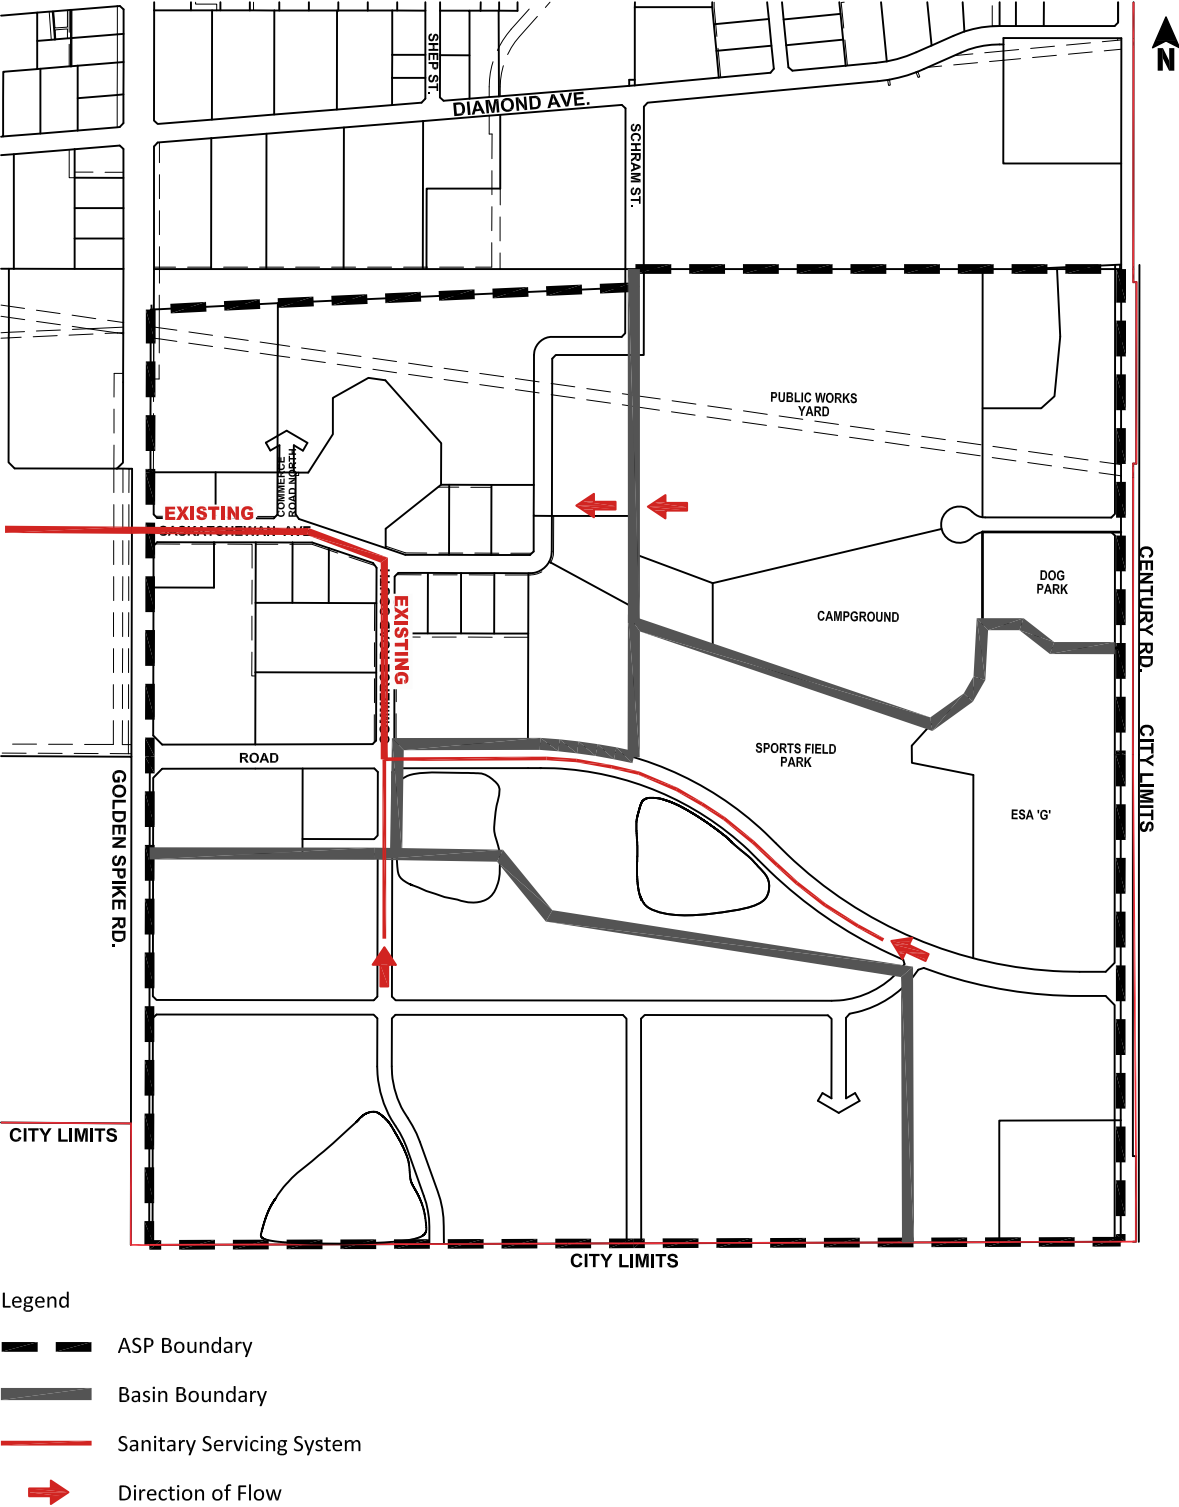 N
SHEP ST.
DIAMOND AVE.
SCHRAM ST.
PUBLIC WORKS
YARD
COMMERCE
ROAD NORTH
EXISTING
SASKATCHEWAN AVE
EXISTING
DOG
PARK
CENTURY RD.
CAMPGROUND
ROAD
SPORTS FIELD
PARK
CITY LIMITS
ESA 'G'
GOLDEN SPIKE RD.
CITY LIMITS
CITY LIMITS
Legend
ASP Boundary
Basin Boundary
Sanitary Servicing System
Direction of Flow